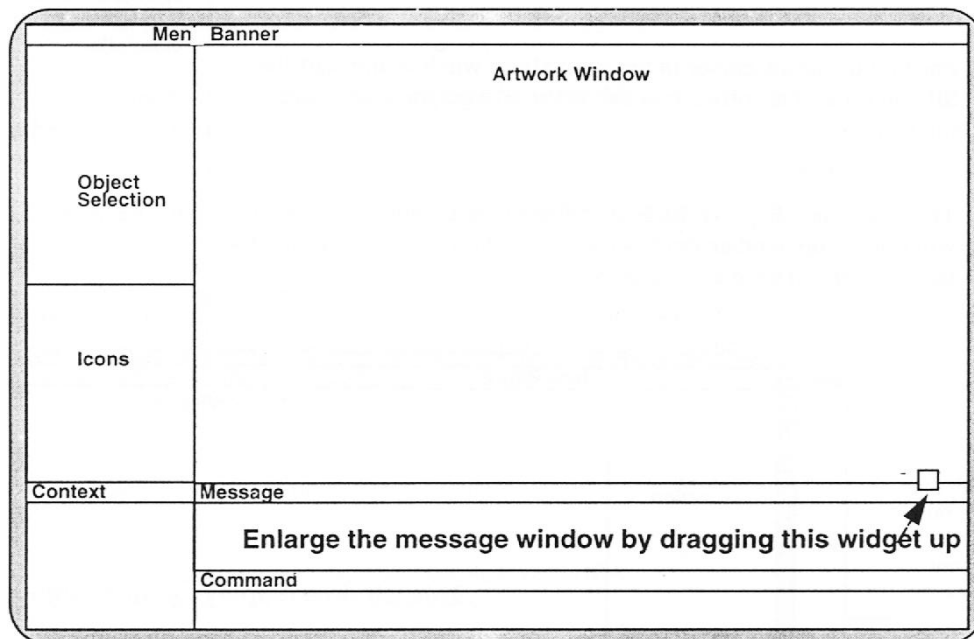 Men Banner
Artwork Window
Object
Selection
Icons
Context
Message
Enlarge the message window by dragging this widget up
Command